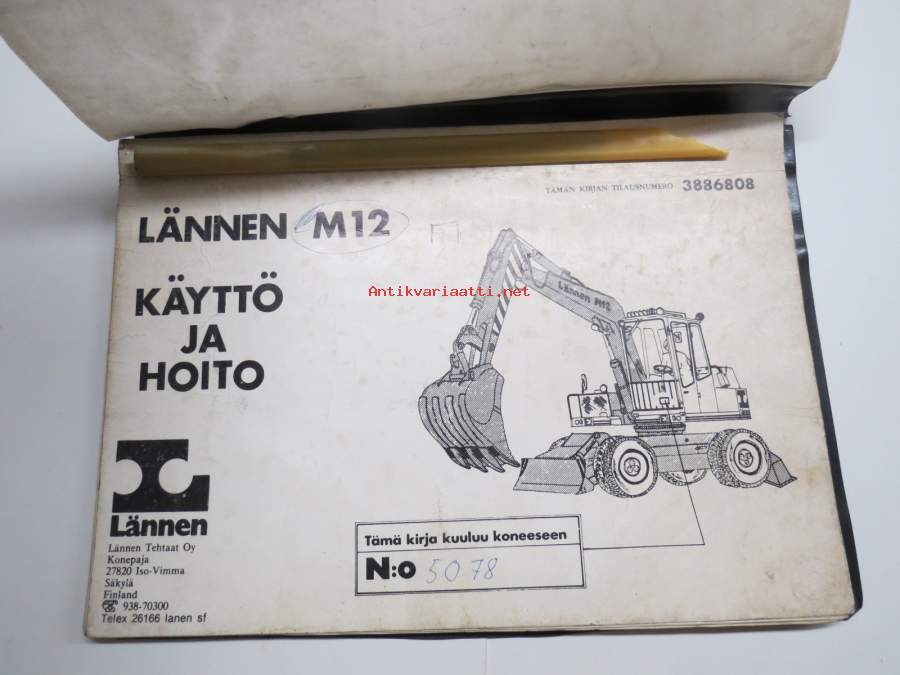 TÄMÄN KIRJAN TILAUSNUMERO 3886808
LÄNNEN M12
KÄYTTÖ
JA
HOITO
Antikvariaatti.net
Lännen M12
Lännen
Lännen Tehtaat Oy
Konepaja
27820 Iso-Vimma
Säkylä
Finland
☎ 938-70300
Telex 26166 lanen sf
Tämä kirja kuuluu koneeseen
N:o 5078